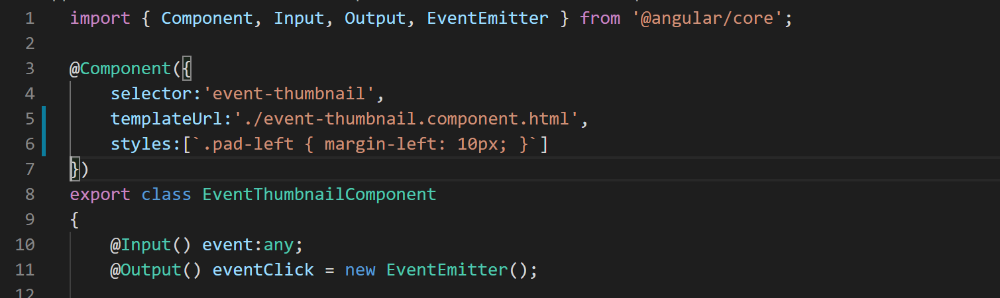 1 import { Component, Input, Output, EventEmitter } from '@angular/core';
2
3 @Component({
4     selector:'event-thumbnail',
5     templateUrl:'./event-thumbnail.component.html',
6     styles:[`.pad-left { margin-left: 10px; }`]
7 })
8 export class EventThumbnailComponent
9 {
10     @Input() event:any;
11     @Output() eventClick = new EventEmitter();
12